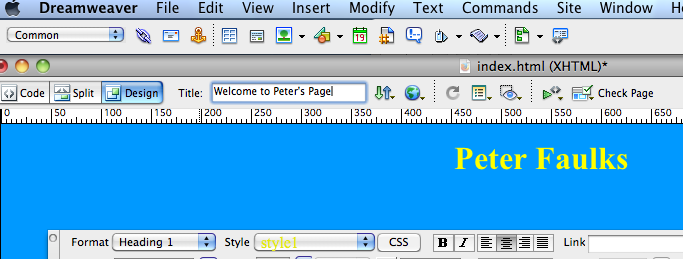 Dreamweaver File Edit View Insert Modify Text Commands Site Window
Common 19
index.html (XHTML)*
Code Split Design Title: Welcome to Peter's Page Check Page
0 50 100 150 200 250 300 350 400 450 500 550 600 650
Peter Faulks
Format Heading 1 Style style1 CSS B I Link